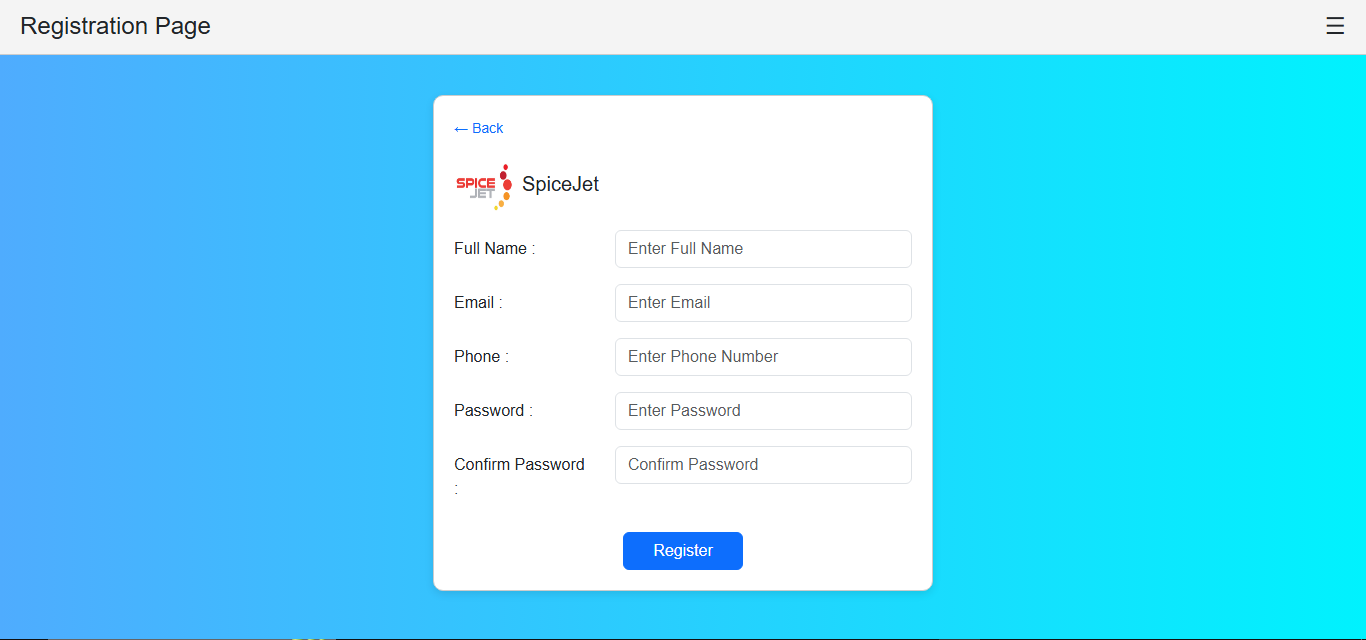 Registration Page
← Back
SPICE
JET
SpiceJet
Full Name :
Enter Full Name
Email :
Enter Email
Phone :
Enter Phone Number
Password :
Enter Password
Confirm Password
:
Confirm Password
Register